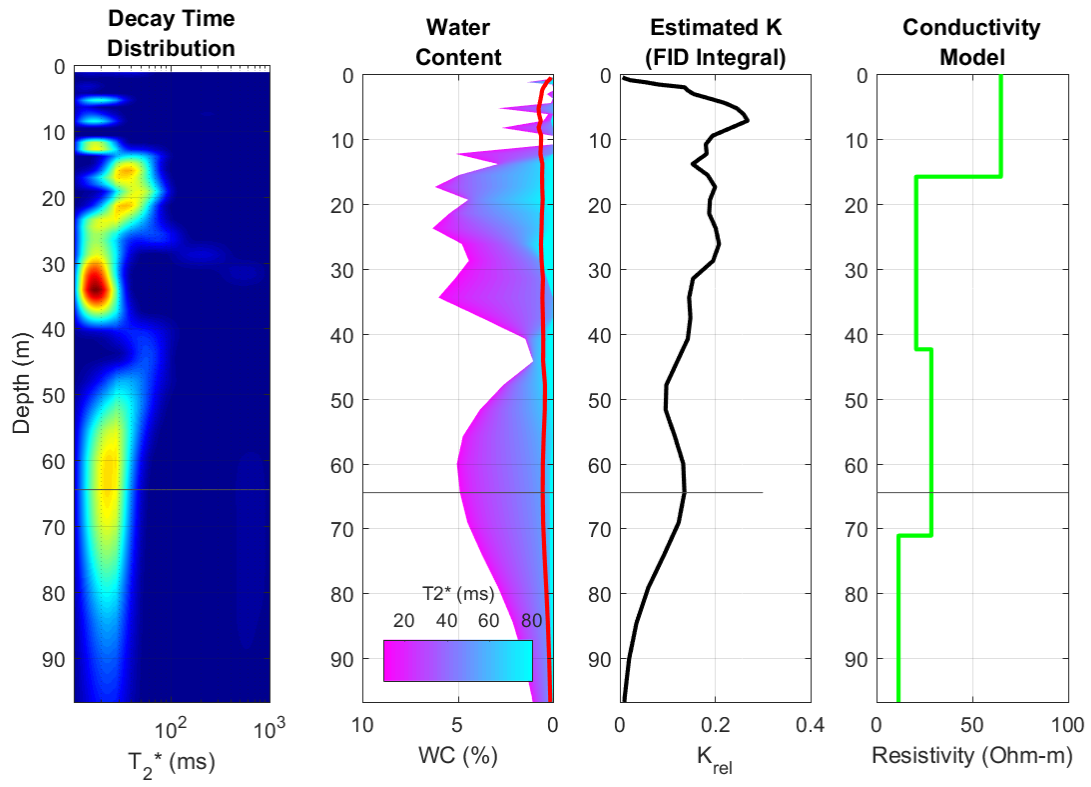 Decay Time
Distribution
Water
Content
Estimated K
(FID Integral)
Conductivity
Model
Depth (m)
0
10
20
30
40
50
60
70
80
90
10^2
10^3
T_2* (ms)
0
10
20
30
40
50
60
70
80
90
T2* (ms)
20 40 60 80
10 5 0
WC (%)
0
10
20
30
40
50
60
70
80
90
0 0.2 0.4
K_rel
0
10
20
30
40
50
60
70
80
90
0 50 100
Resistivity (Ohm-m)